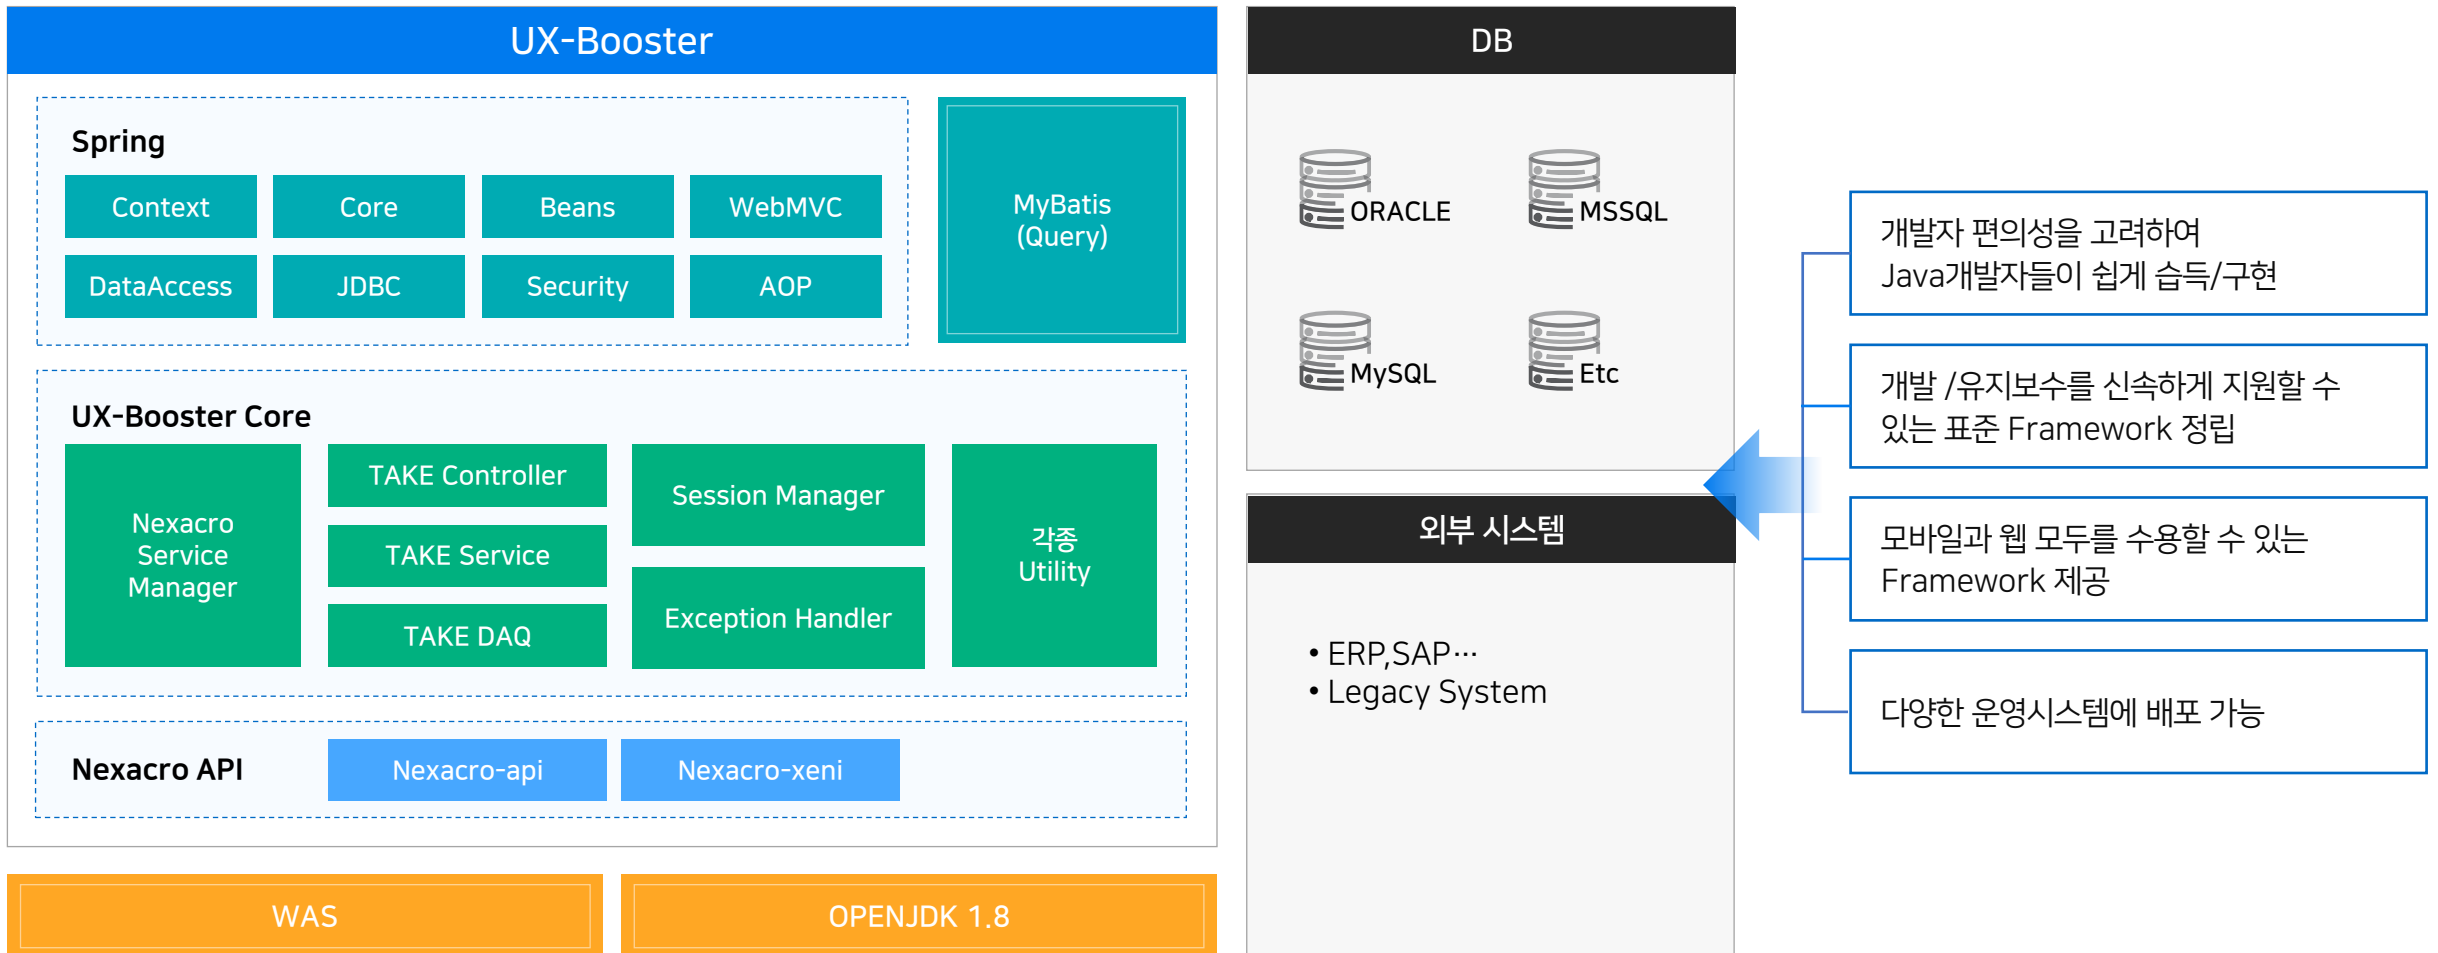 UX-Booster
Spring
Context
Core
Beans
WebMVC
DataAccess
JDBC
Security
AOP
MyBatis
(Query)
UX-Booster Core
Nexacro
Service
Manager
TAKE Controller
TAKE Service
TAKE DAQ
Session Manager
Exception Handler
각종
Utility
Nexacro API
Nexacro-api
Nexacro-xeni
WAS
OPENJDK 1.8
DB
ORACLE
MSSQL
MySQL
Etc
외부 시스템
• ERP,SAP…
• Legacy System
개발자 편의성을 고려하여
Java개발자들이 쉽게 습득/구현
개발 /유지보수를 신속하게 지원할 수
있는 표준 Framework 정립
모바일과 웹 모두를 수용할 수 있는
Framework 제공
다양한 운영시스템에 배포 가능